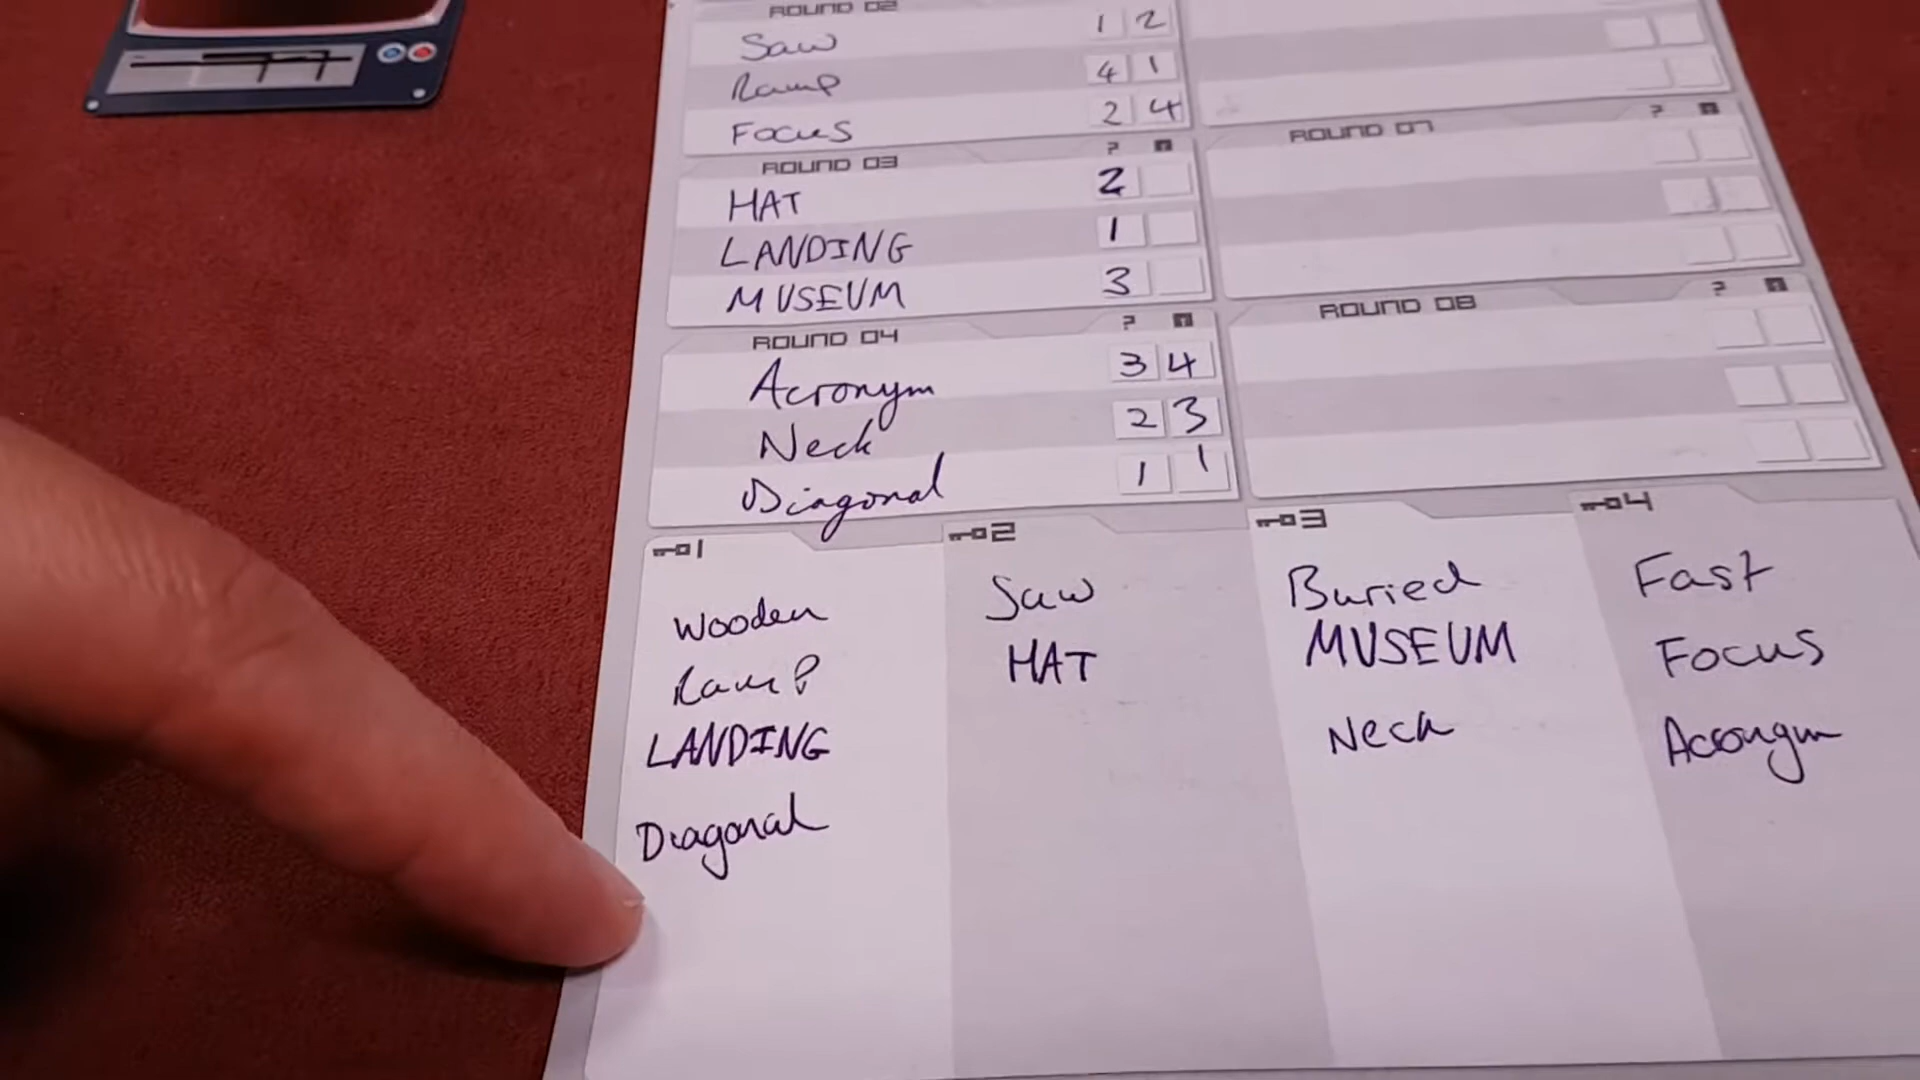 ROUND 02
Saw 1 2
Ramp 4 1
Focus 2 4
ROUND 03 ?
HAT 2
LANDING 1
MUSEUM 3
ROUND 04 ?
Acronym 3 4
Neck 2 3
Diagonal 1 1
ROUND 07 ?
ROUND 08 ?
01
Wooden
Ramp
LANDING
Diagonal
02
Saw
HAT
03
Buried
MUSEUM
Neck
04
Fast
Focus
Acronym